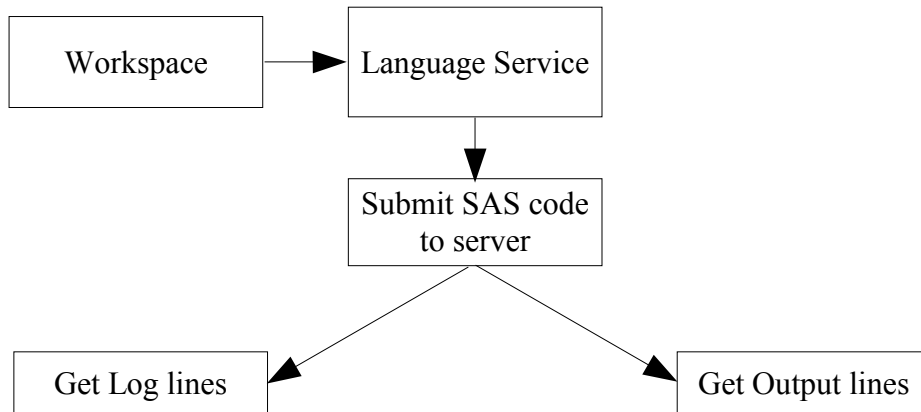 Workspace
Language Service
Submit SAS code
to server
Get Log lines
Get Output lines